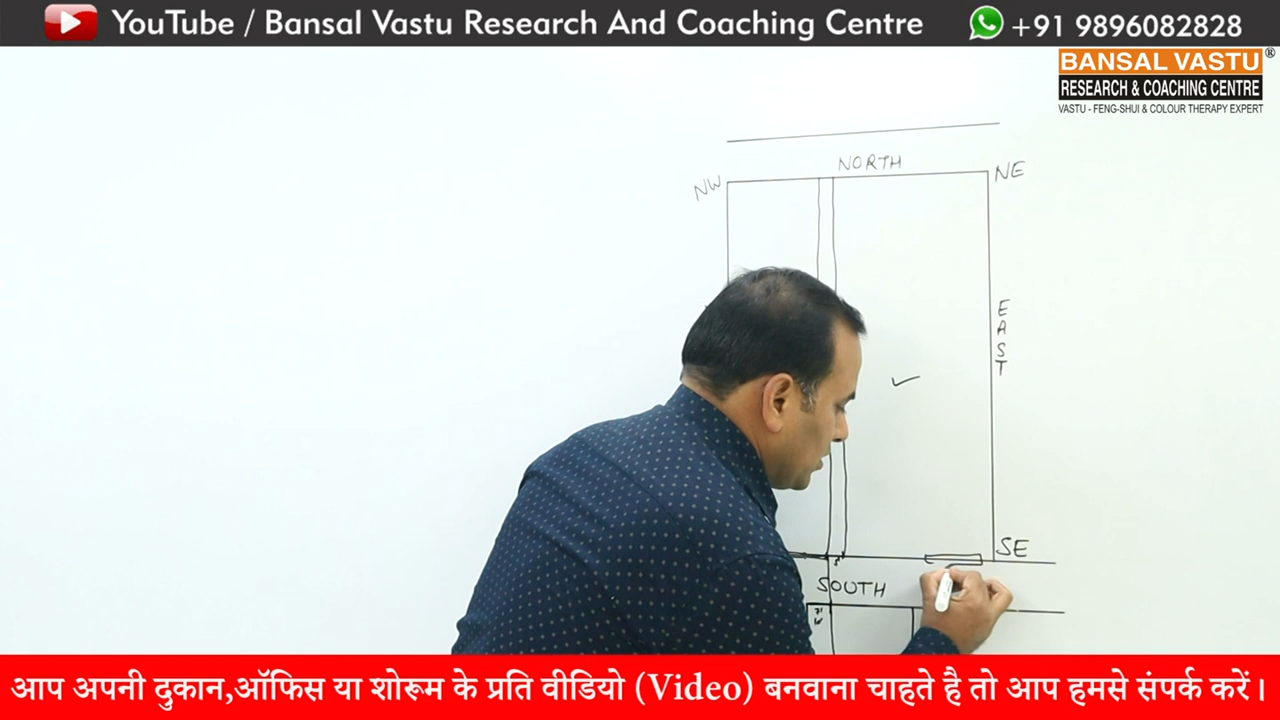 YouTube / Bansal Vastu Research And Coaching Centre
+91 9896082828
BANSAL VASTU®
RESEARCH & COACHING CENTRE
VASTU - FENG-SHUI & COLOUR THERAPY EXPERT
NORTH
NW
NE
EAST
SE
SOUTH
आप अपनी दुकान,ऑफिस या शोरूम के प्रति वीडियो (Video) बनवाना चाहते है तो आप हमसे संपर्क करें।